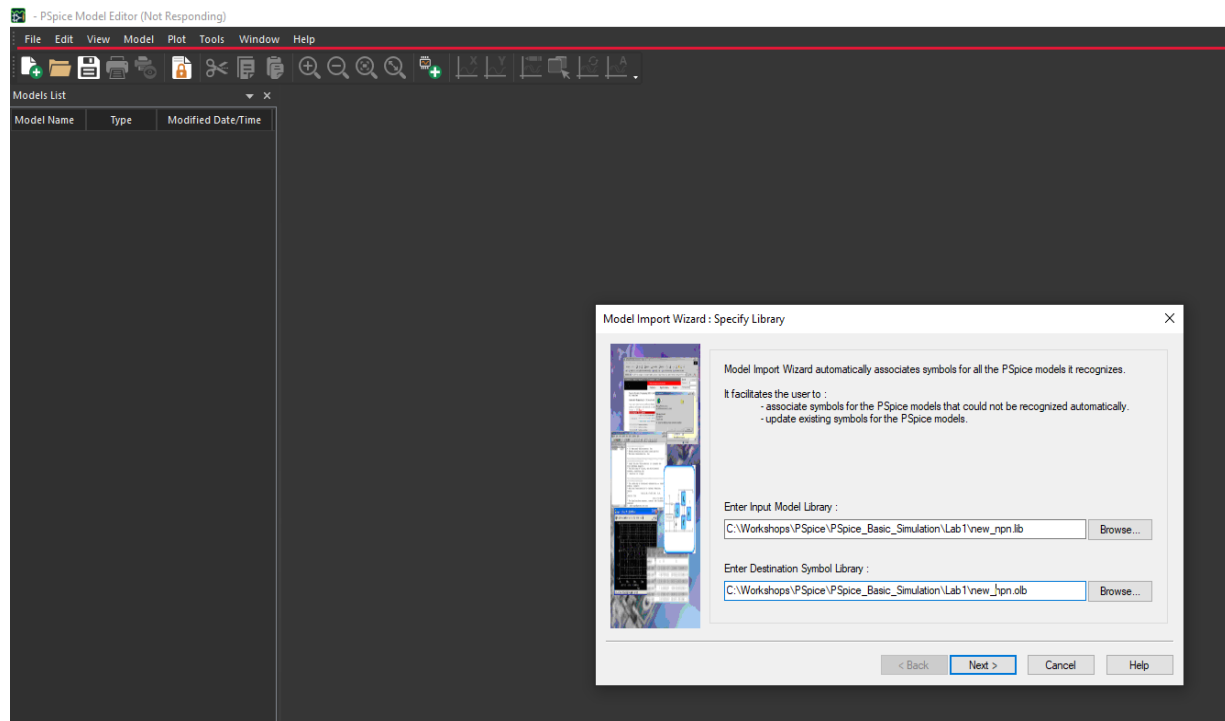 - PSpice Model Editor (Not Responding)
File Edit View Model Plot Tools Window Help
Models List
Model Name Type Modified Date/Time
Model Import Wizard : Specify Library
Model Import Wizard automatically associates symbols for all the PSpice models it recognizes.
It facilitates the user to :
- associate symbols for the PSpice models that could not be recognized automatically.
- update existing symbols for the PSpice models.
Enter Input Model Library :
C:\Workshops\PSpice\PSpice_Basic_Simulation\Lab1\new_npn.lib Browse...
Enter Destination Symbol Library :
C:\Workshops\PSpice\PSpice_Basic_Simulation\Lab1\new_npn.olb Browse...
< Back Next > Cancel Help